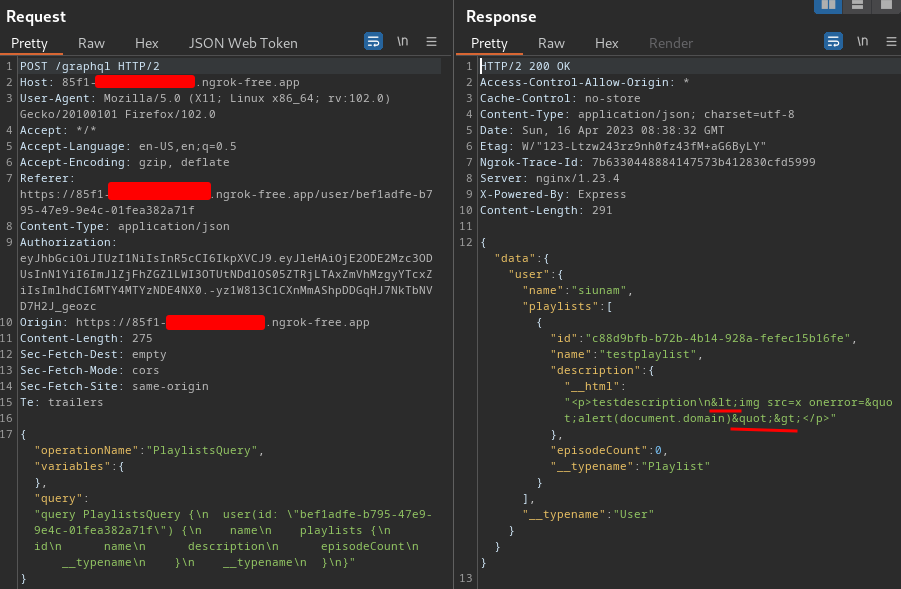 Request
Pretty Raw Hex JSON Web Token \n
1 POST /graphql HTTP/2
2 Host: 85f1- .ngrok-free.app
3 User-Agent: Mozilla/5.0 (X11; Linux x86_64; rv:102.0)
Gecko/20100101 Firefox/102.0
4 Accept: */*
5 Accept-Language: en-US,en;q=0.5
6 Accept-Encoding: gzip, deflate
7 Referer:
https://85f1- .ngrok-free.app/user/bef1adfe-b7
95-47e9-9e4c-01fea382a71f
8 Content-Type: application/json
9 Authorization:
eyJhbGciOiJIUzI1NiIsInR5cCI6IkpXVCJ9.eyJleHAiOjE2ODE2Mzc3OD
UsInN1YiI6ImJlZjFhZGZlLWI3OTUtNDdlOS05ZTRjLTAxZmVhMzgyYTcxZ
iIsImlhdCI6MTY4MTYzNDE4NX0.-yz1W813C1CXnMmAShpDDGqHJ7NkTbNV
D7H2J_geozc
10 Origin: https://85f1- .ngrok-free.app
11 Content-Length: 275
12 Sec-Fetch-Dest: empty
13 Sec-Fetch-Mode: cors
14 Sec-Fetch-Site: same-origin
15 Te: trailers
16
17 {
"operationName":"PlaylistsQuery",
"variables":{
},
"query":
"query PlaylistsQuery {\n  user(id: \"bef1adfe-b795-47e9-
9e4c-01fea382a71f\") {\n    name\n    playlists {\n
id\n      name\n      description\n      episodeCount\n
__typename\n    }\n    __typename\n  }\n}"
}
Response
Pretty Raw Hex Render \n
1 HTTP/2 200 OK
2 Access-Control-Allow-Origin: *
3 Cache-Control: no-store
4 Content-Type: application/json; charset=utf-8
5 Date: Sun, 16 Apr 2023 08:38:32 GMT
6 Etag: W/"123-Ltzw243rz9nh0fz43fM+aG6ByLY"
7 Ngrok-Trace-Id: 7b6330448884147573b412830cfd5999
8 Server: nginx/1.23.4
9 X-Powered-By: Express
10 Content-Length: 291
11
12 {
"data":{
"user":{
"name":"siunam",
"playlists":[
{
"id":"c88d9bfb-b72b-4b14-928a-fefec15b16fe",
"name":"testplaylist",
"description":{
"__html":
"<p>testdescription\n&lt;img src=x onerror=&quo
t;alert(document.domain)&quot;&gt;</p>"
},
"episodeCount":0,
"__typename":"Playlist"
}
],
"__typename":"User"
}
}
}
13